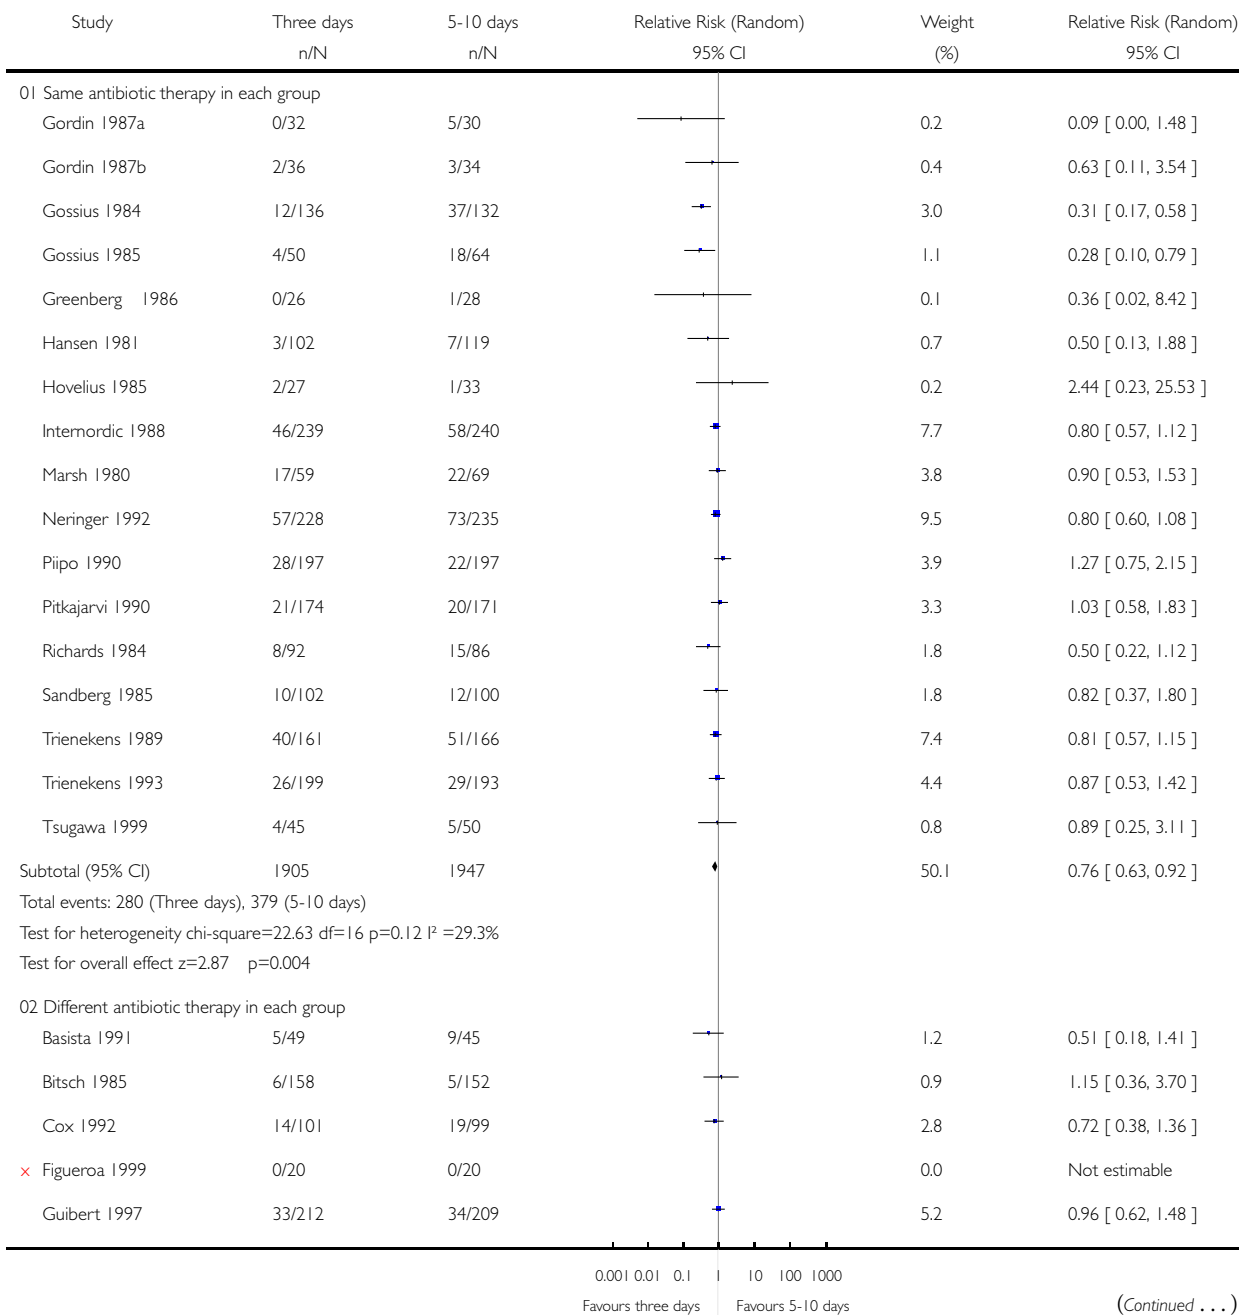 Study Three days 5-10 days Relative Risk (Random) Weight Relative Risk (Random)
n/N n/N 95% CI (%) 95% CI
01 Same antibiotic therapy in each group
Gordin 1987a 0/32 5/30 0.2 0.09 [ 0.00, 1.48 ]
Gordin 1987b 2/36 3/34 0.4 0.63 [ 0.11, 3.54 ]
Gossius 1984 12/136 37/132 3.0 0.31 [ 0.17, 0.58 ]
Gossius 1985 4/50 18/64 1.1 0.28 [ 0.10, 0.79 ]
Greenberg 1986 0/26 1/28 0.1 0.36 [ 0.02, 8.42 ]
Hansen 1981 3/102 7/119 0.7 0.50 [ 0.13, 1.88 ]
Hovelius 1985 2/27 1/33 0.2 2.44 [ 0.23, 25.53 ]
Internordic 1988 46/239 58/240 7.7 0.80 [ 0.57, 1.12 ]
Marsh 1980 17/59 22/69 3.8 0.90 [ 0.53, 1.53 ]
Neringer 1992 57/228 73/235 9.5 0.80 [ 0.60, 1.08 ]
Piipo 1990 28/197 22/197 3.9 1.27 [ 0.75, 2.15 ]
Pitkajarvi 1990 21/174 20/171 3.3 1.03 [ 0.58, 1.83 ]
Richards 1984 8/92 15/86 1.8 0.50 [ 0.22, 1.12 ]
Sandberg 1985 10/102 12/100 1.8 0.82 [ 0.37, 1.80 ]
Trienekens 1989 40/161 51/166 7.4 0.81 [ 0.57, 1.15 ]
Trienekens 1993 26/199 29/193 4.4 0.87 [ 0.53, 1.42 ]
Tsugawa 1999 4/45 5/50 0.8 0.89 [ 0.25, 3.11 ]
Subtotal (95% CI) 1905 1947 50.1 0.76 [ 0.63, 0.92 ]
Total events: 280 (Three days), 379 (5-10 days)
Test for heterogeneity chi-square=22.63 df=16 p=0.12 I² =29.3%
Test for overall effect z=2.87 p=0.004
02 Different antibiotic therapy in each group
Basista 1991 5/49 9/45 1.2 0.51 [ 0.18, 1.41 ]
Bitsch 1985 6/158 5/152 0.9 1.15 [ 0.36, 3.70 ]
Cox 1992 14/101 19/99 2.8 0.72 [ 0.38, 1.36 ]
x Figueroa 1999 0/20 0/20 0.0 Not estimable
Guibert 1997 33/212 34/209 5.2 0.96 [ 0.62, 1.48 ]
0.001 0.01 0.1 1 10 100 1000
Favours three days Favours 5-10 days (Continued . . . )